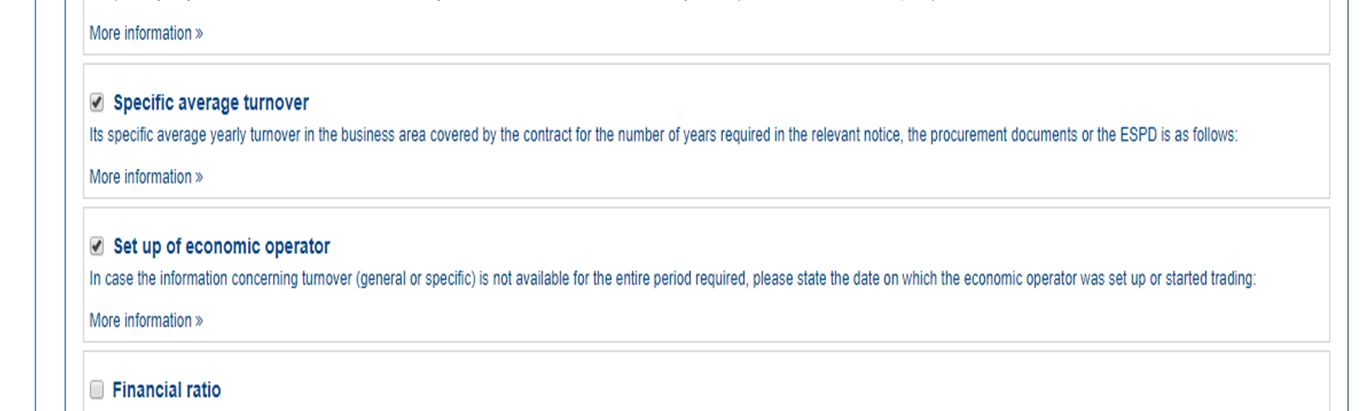 More information »
Specific average turnover
Its specific average yearly turnover in the business area covered by the contract for the number of years required in the relevant notice, the procurement documents or the ESPD is as follows:
More information »
Set up of economic operator
In case the information concerning turnover (general or specific) is not available for the entire period required, please state the date on which the economic operator was set up or started trading:
More information »
Financial ratio